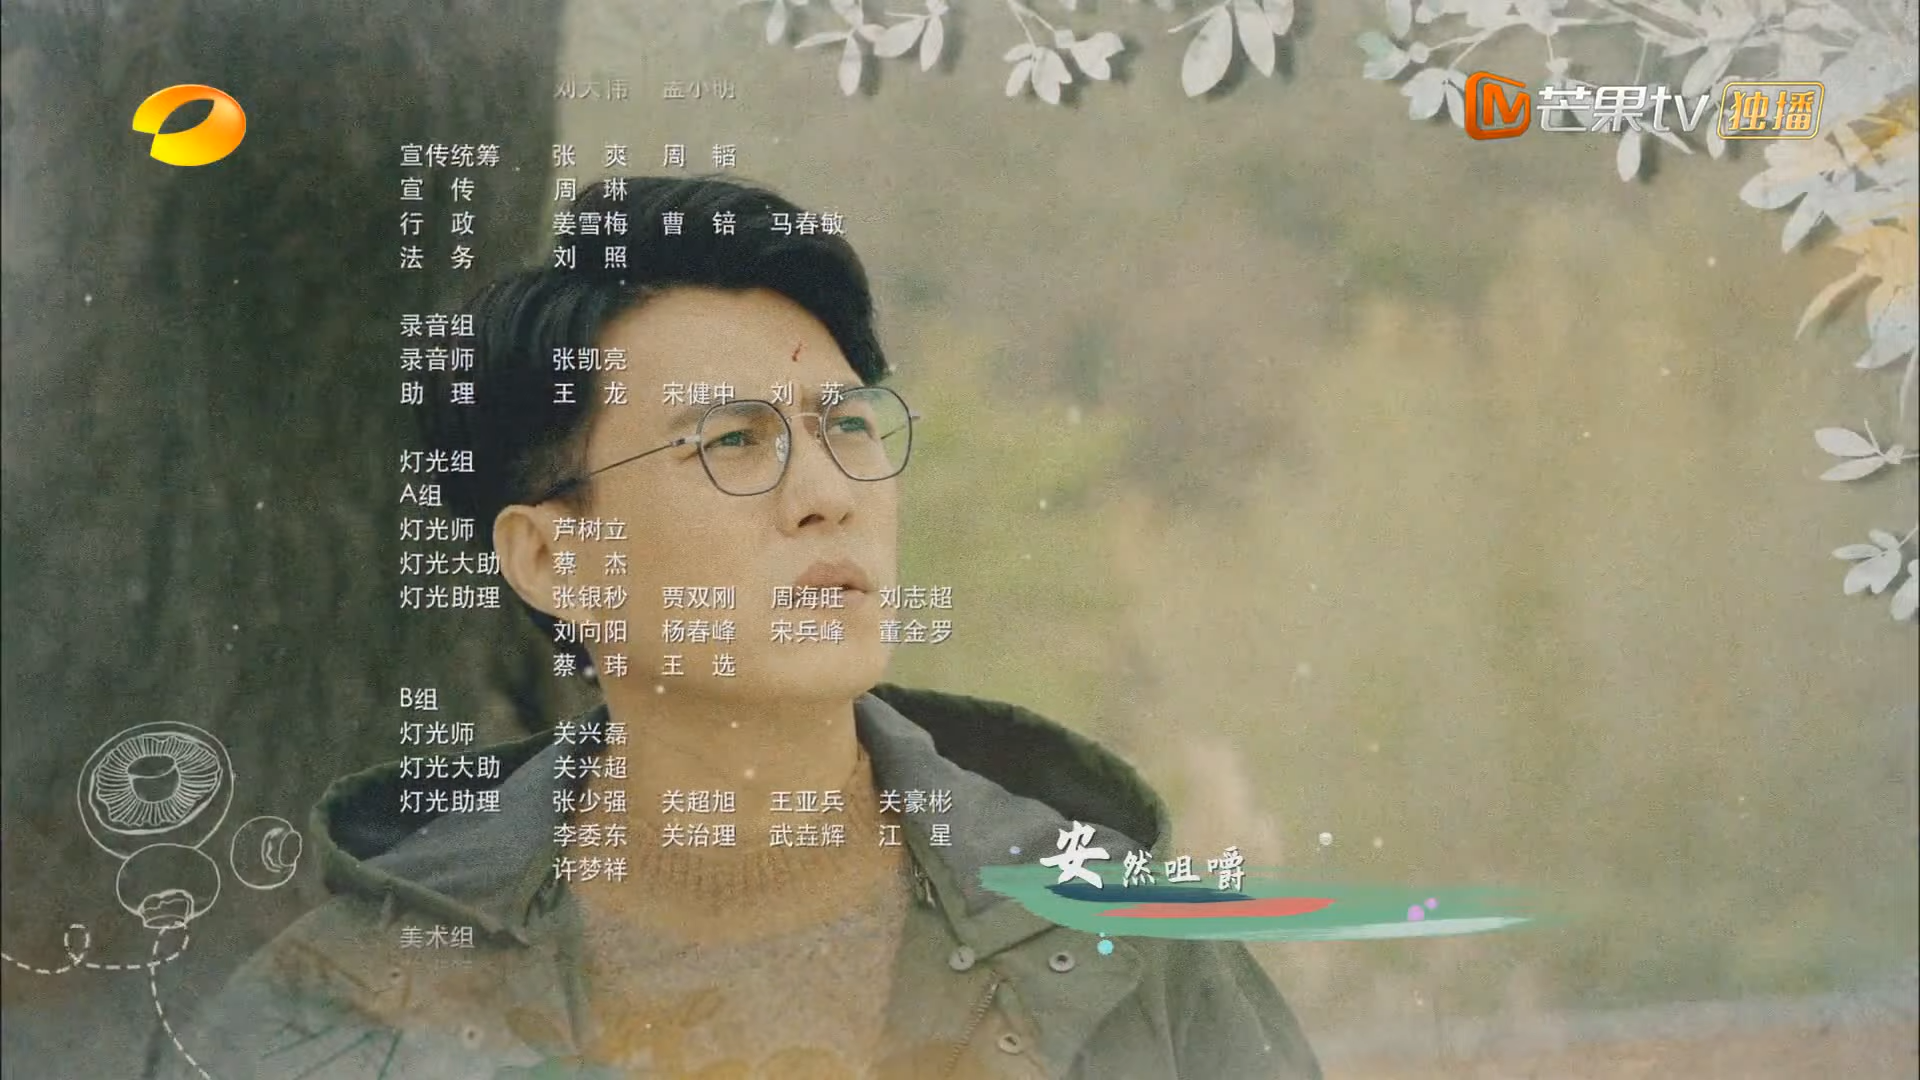 芒果tv 独播
刘大伟 孟小明
宣传统筹 张 爽 周 韬
宣 传 周 琳
行 政 姜雪梅 曹 锫 马春敏
法 务 刘 照
录音组
录音师 张凯亮
助 理 王 龙 宋健中 刘 苏
灯光组
A组
灯光师 芦树立
灯光大助 蔡 杰
灯光助理 张银秒 贾双刚 周海旺 刘志超
刘向阳 杨春峰 宋兵峰 董金罗
蔡 玮 王 选
B组
灯光师 关兴磊
灯光大助 关兴超
灯光助理 张少强 关超旭 王亚兵 关豪彬
李委东 关治理 武垚辉 江 星
许梦祥
美术组
安然咀嚼